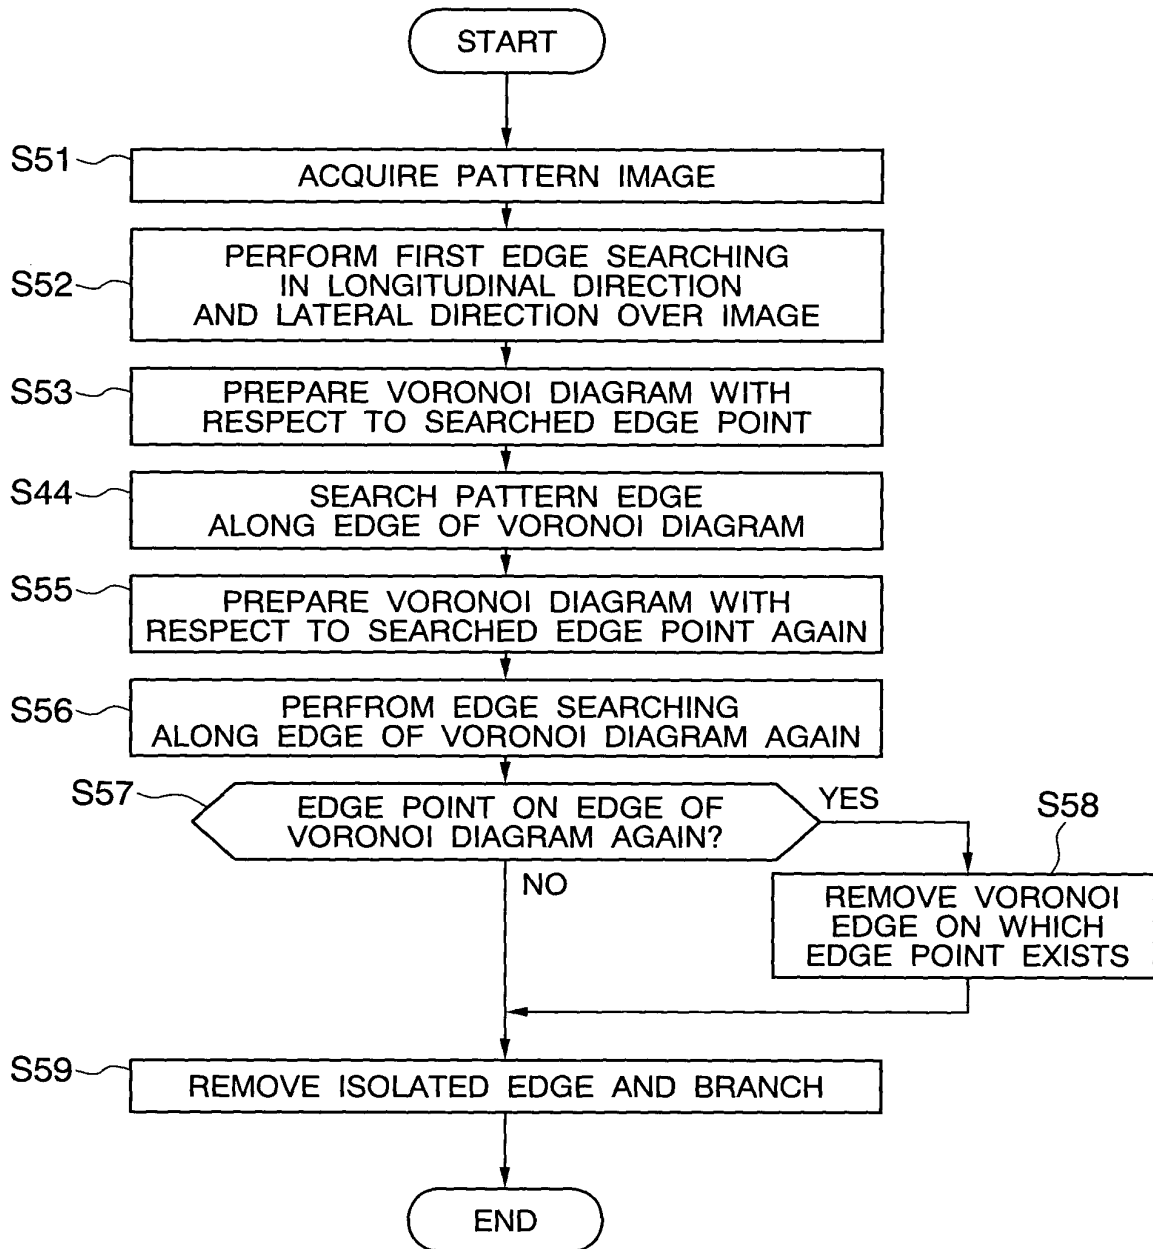 START
S51
ACQUIRE PATTERN IMAGE
S52
PERFORM FIRST EDGE SEARCHING
IN LONGITUDINAL DIRECTION
AND LATERAL DIRECTION OVER IMAGE
S53
PREPARE VORONOI DIAGRAM WITH
RESPECT TO SEARCHED EDGE POINT
S44
SEARCH PATTERN EDGE
ALONG EDGE OF VORONOI DIAGRAM
S55
PREPARE VORONOI DIAGRAM WITH
RESPECT TO SEARCHED EDGE POINT AGAIN
S56
PERFROM EDGE SEARCHING
ALONG EDGE OF VORONOI DIAGRAM AGAIN
S57
EDGE POINT ON EDGE OF
VORONOI DIAGRAM AGAIN?
YES
NO
S58
REMOVE VORONOI
EDGE ON WHICH
EDGE POINT EXISTS
S59
REMOVE ISOLATED EDGE AND BRANCH
END